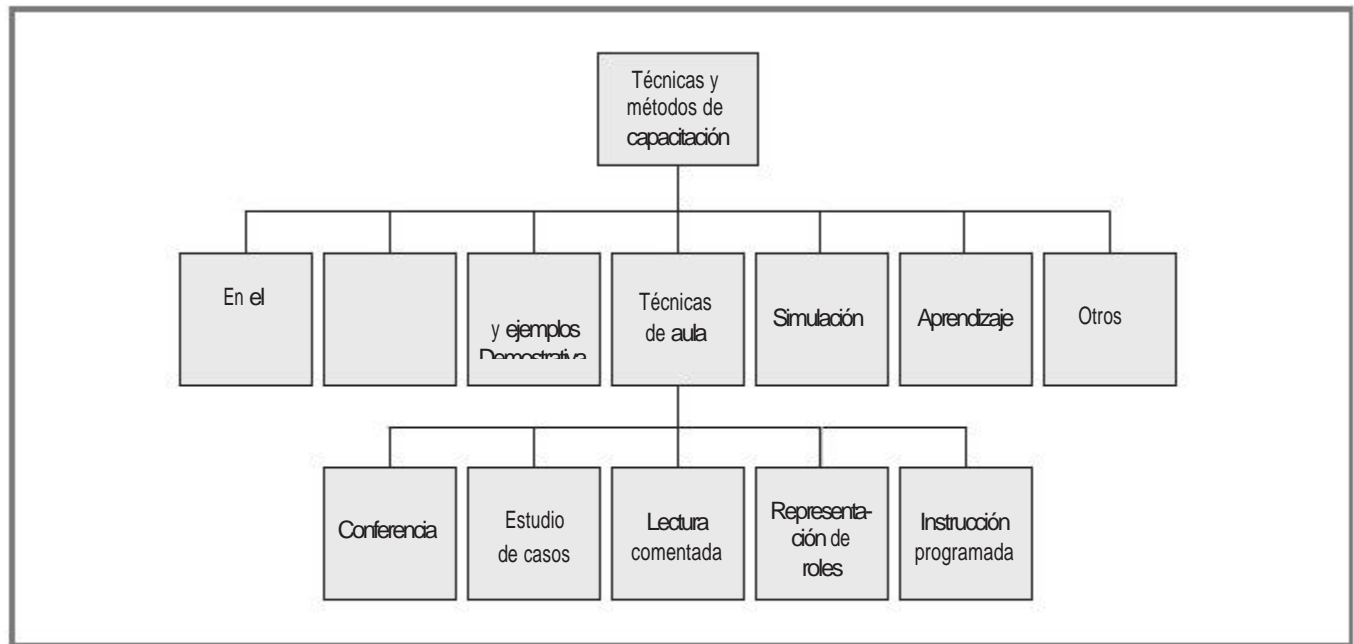 Técnicas y
métodos de
capacitación
En el
y ejemplos
Demostrativa
Técnicas
de aula
Simulación
Aprendizaje
Otros
Conferencia
Estudio
de casos
Lectura
comentada
Representa-
ción de
roles
Instrucción
programada